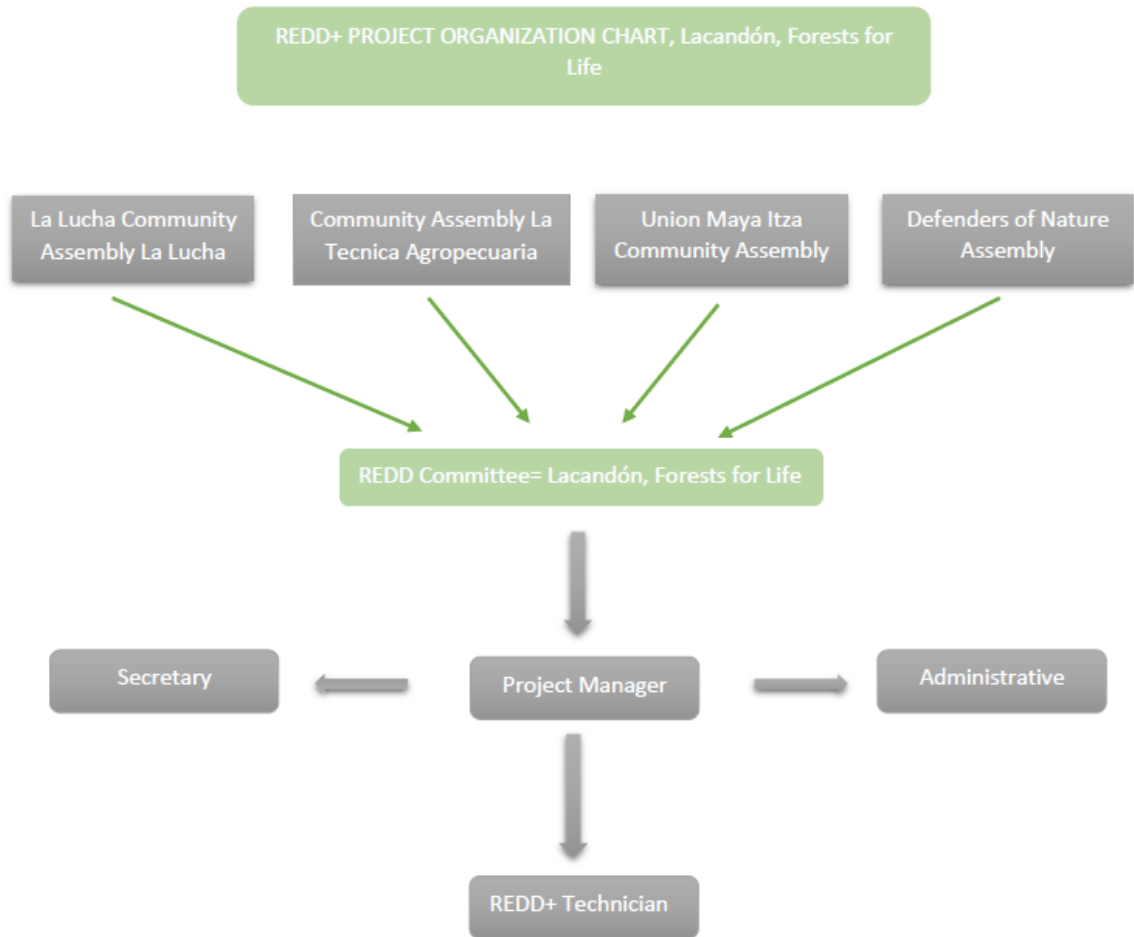 REDD+ PROJECT ORGANIZATION CHART, Lacandón, Forests for
Life
La Lucha Community
Assembly La Lucha
Community Assembly La
Tecnica Agropecuaria
Union Maya Itza
Community Assembly
Defenders of Nature
Assembly
REDD Committee= Lacandón, Forests for Life
Secretary
Project Manager
Administrative
REDD+ Technician